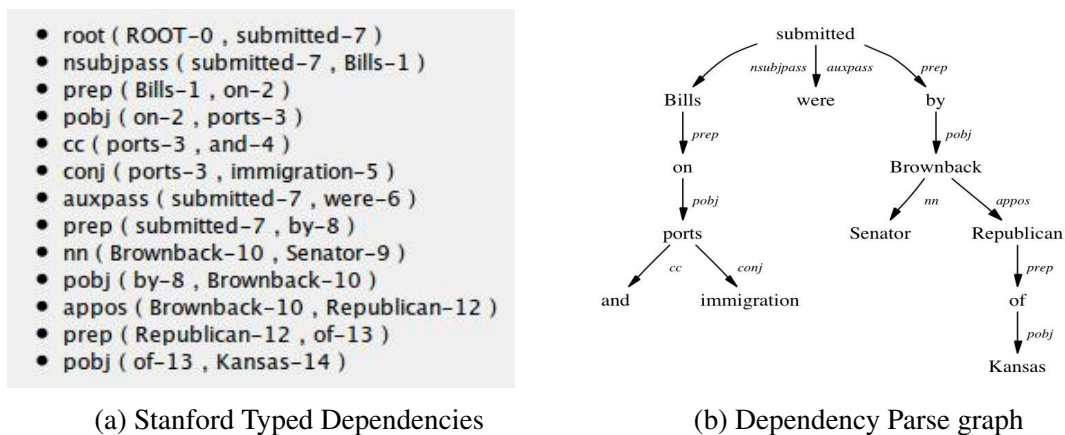 • root ( ROOT-0 , submitted-7 )
• nsubjpass ( submitted-7 , Bills-1 )
• prep ( Bills-1 , on-2 )
• pobj ( on-2 , ports-3 )
• cc ( ports-3 , and-4 )
• conj ( ports-3 , immigration-5 )
• auxpass ( submitted-7 , were-6 )
• prep ( submitted-7 , by-8 )
• nn ( Brownback-10 , Senator-9 )
• pobj ( by-8 , Brownback-10 )
• appos ( Brownback-10 , Republican-12 )
• prep ( Republican-12 , of-13 )
• pobj ( of-13 , Kansas-14 )
(a) Stanford Typed Dependencies
submitted
nsubjpass auxpass prep
Bills were by
prep pobj
on Brownback
pobj nn appos
ports Senator Republican
cc conj prep
and immigration of
pobj
Kansas
(b) Dependency Parse graph